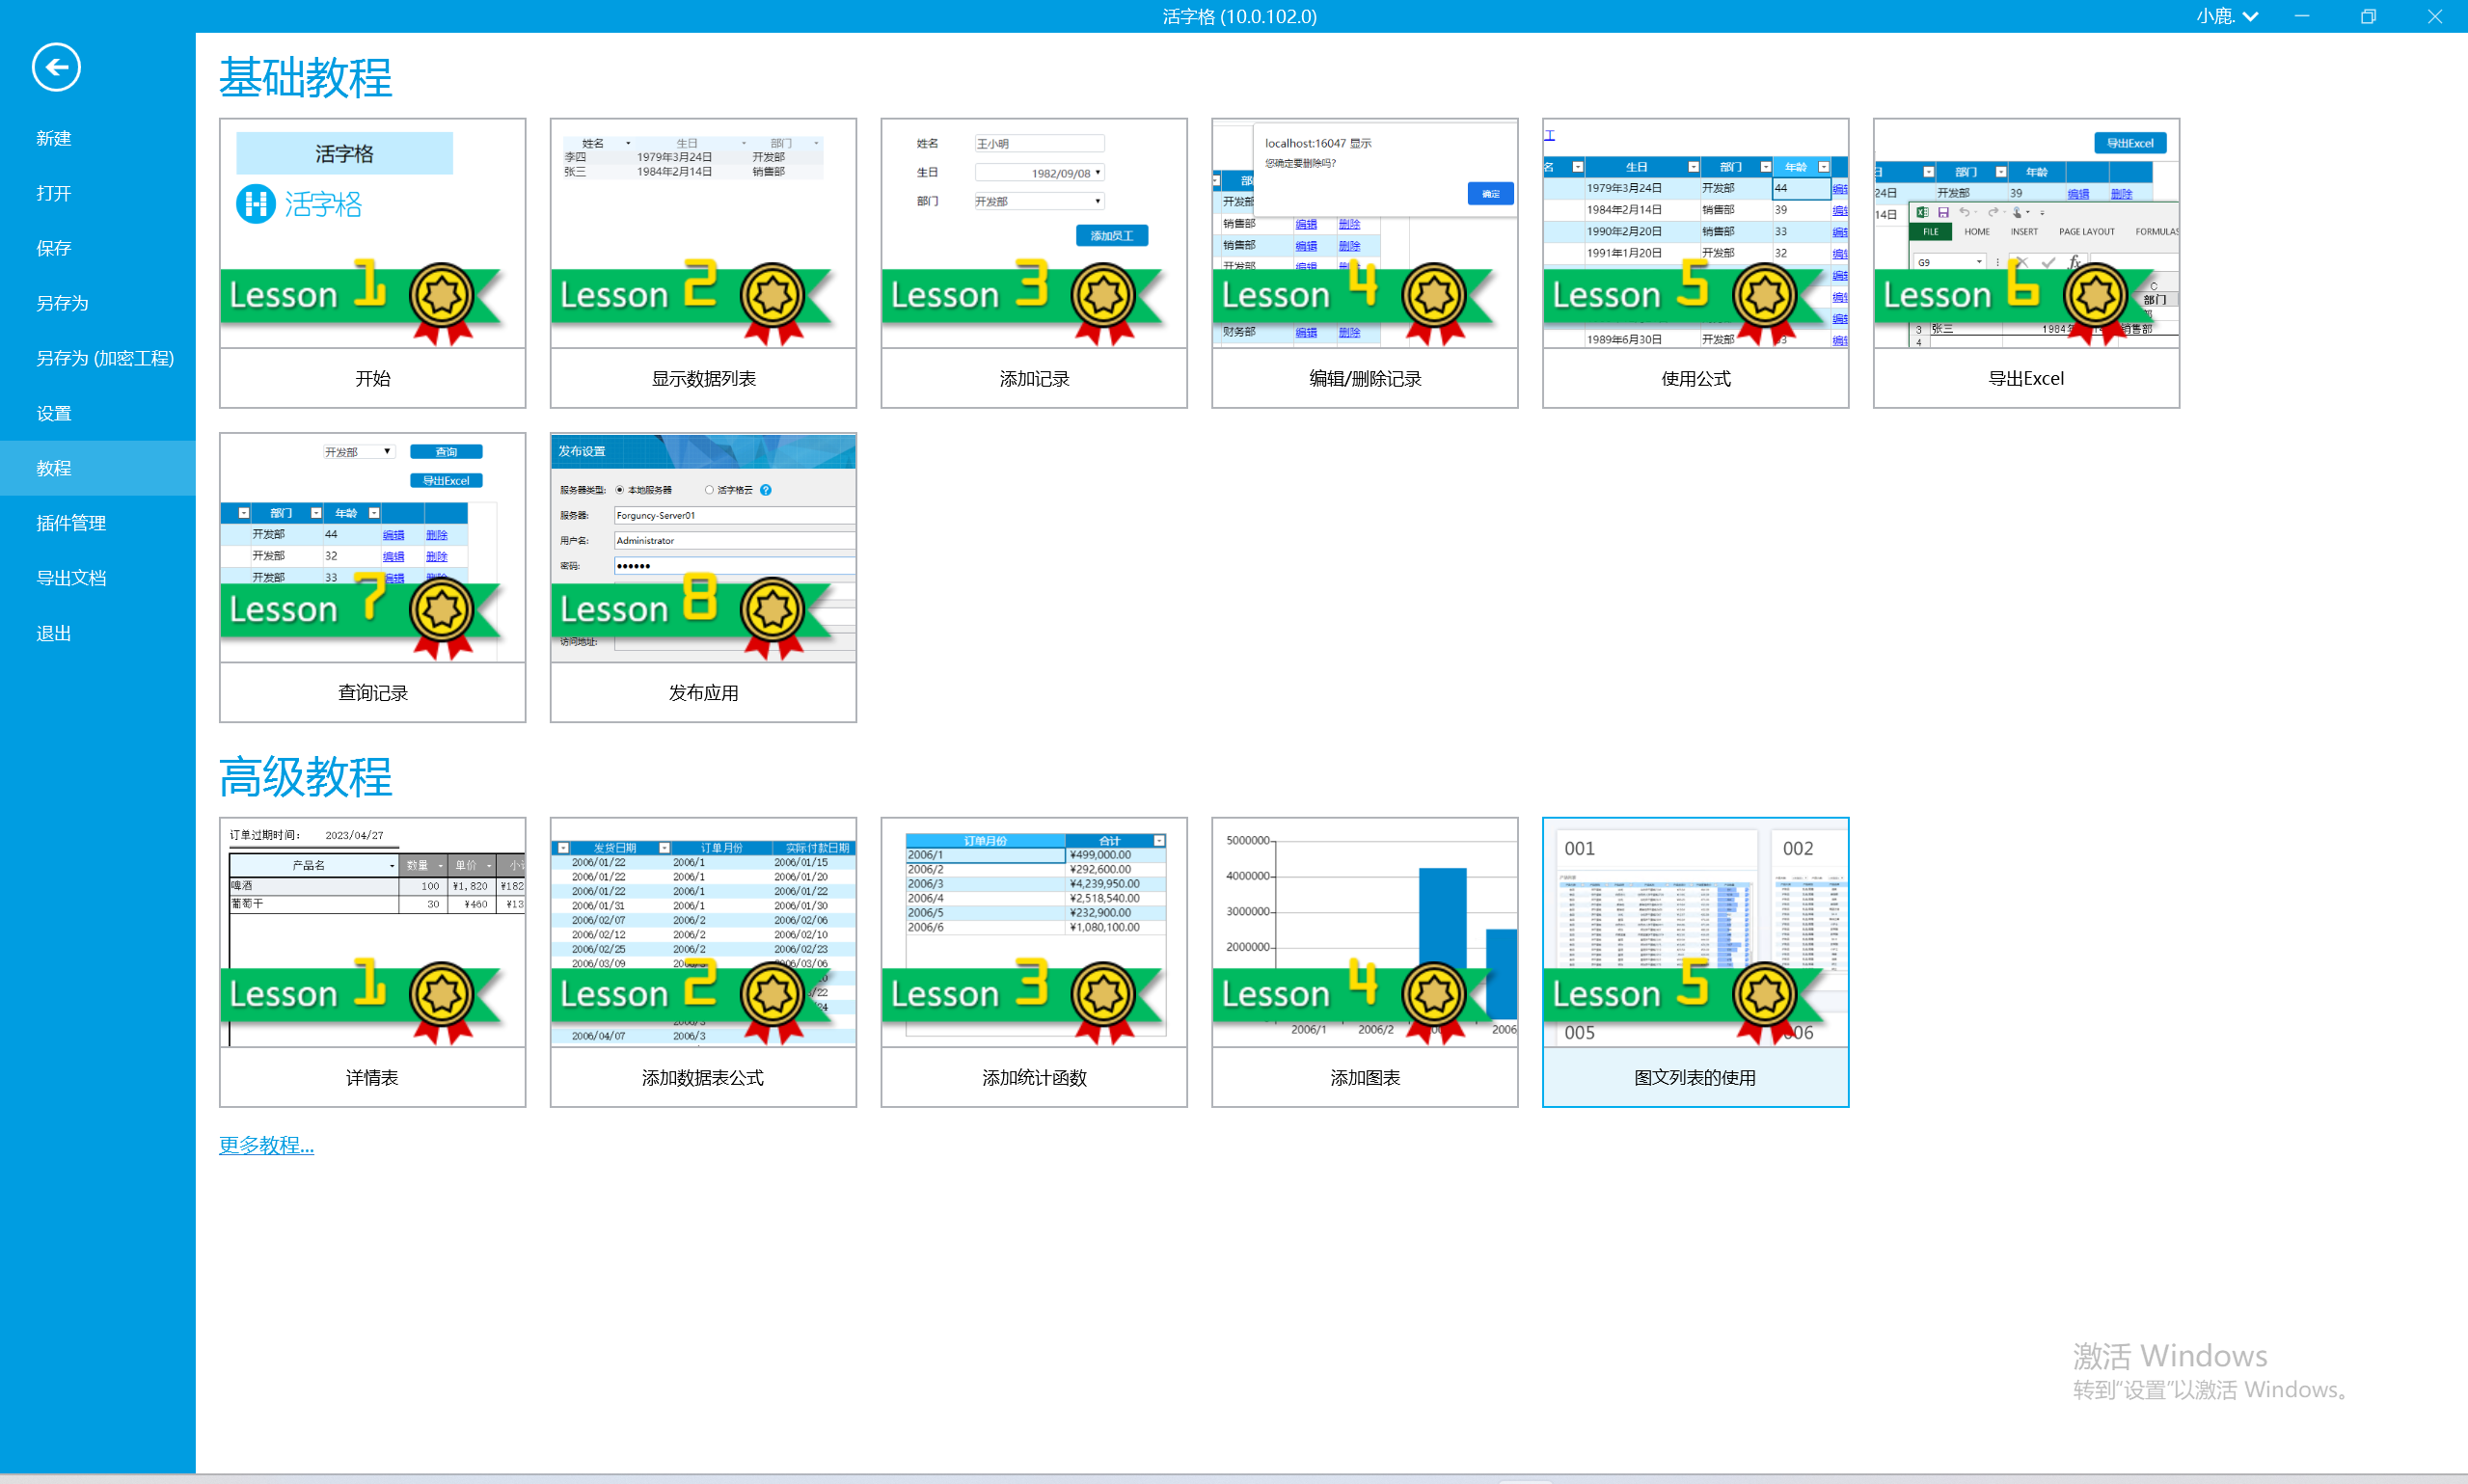 活字格 (10.0.102.0)
小鹿.
新建
打开
保存
另存为
另存为 (加密工程)
设置
教程
插件管理
导出文档
退出
基础教程
活字格
活字格
Lesson 1
开始
姓名 生日 部门
李四 1979年3月24日 开发部
张三 1984年2月14日 销售部
Lesson 2
显示数据列表
姓名 王小明
生日 1982/09/08
部门 开发部
添加员工
Lesson 3
添加记录
localhost:16047 显示
您确定要删除吗?
确定
开发部
销售部 编辑 删除
销售部 编辑 删除
开发部 编辑
Lesson 4
财务部 编辑 删除
编辑/删除记录
工
名 生日 部门 年龄
1979年3月24日 开发部 44 编辑
1984年2月14日 销售部 39 编辑
1990年2月20日 销售部 33 编辑
1991年1月20日 开发部 32 编辑
Lesson 5
1989年6月30日 开发部 33 编辑
使用公式
导出Excel
日 部门 年龄
24日 开发部 39 编辑 删除
14日
FILE HOME INSERT PAGE LAYOUT FORMULAS
G9 fx
C
部门
Lesson 6
3 张三 1984年 14 销售部
4
导出Excel
开发部 查询
导出Excel
部门 年龄
开发部 44 编辑 删除
开发部 32 编辑 删除
开发部 33 编辑 删除
Lesson 7
查询记录
发布设置
服务器类型: 本地服务器 活字格云 ?
服务器: Forguncy-Server01
用户名: Administrator
密码: ●●●●●●
Lesson 8
访问地址:
发布应用
高级教程
订单过期时间: 2023/04/27
产品名 数量 单价 小计
啤酒 100 ¥1,820 ¥182
葡萄干 30 ¥460 ¥13
Lesson 1
详情表
发货日期 订单月份 实际付款日期
2006/01/22 2006/1 2006/01/15
2006/01/22 2006/1 2006/01/20
2006/01/22 2006/1 2006/01/22
2006/01/31 2006/1 2006/01/30
2006/02/07 2006/2 2006/02/06
2006/02/12 2006/2 2006/02/10
2006/02/25 2006/2 2006/02/23
2006/03/09 2006/3 2006/03/06
Lesson 2
2006/04/07 2006/3
添加数据表公式
订单月份 合计
2006/1 ¥499,000.00
2006/2 ¥292,600.00
2006/3 ¥4,239,950.00
2006/4 ¥2,518,540.00
2006/5 ¥232,900.00
2006/6 ¥1,080,100.00
Lesson 3
添加统计函数
5000000
4000000
3000000
2000000
Lesson 4
2006/1 2006/2 2006
添加图表
001 002
Lesson 5
005 006
图文列表的使用
更多教程...
激活 Windows
转到"设置"以激活 Windows。